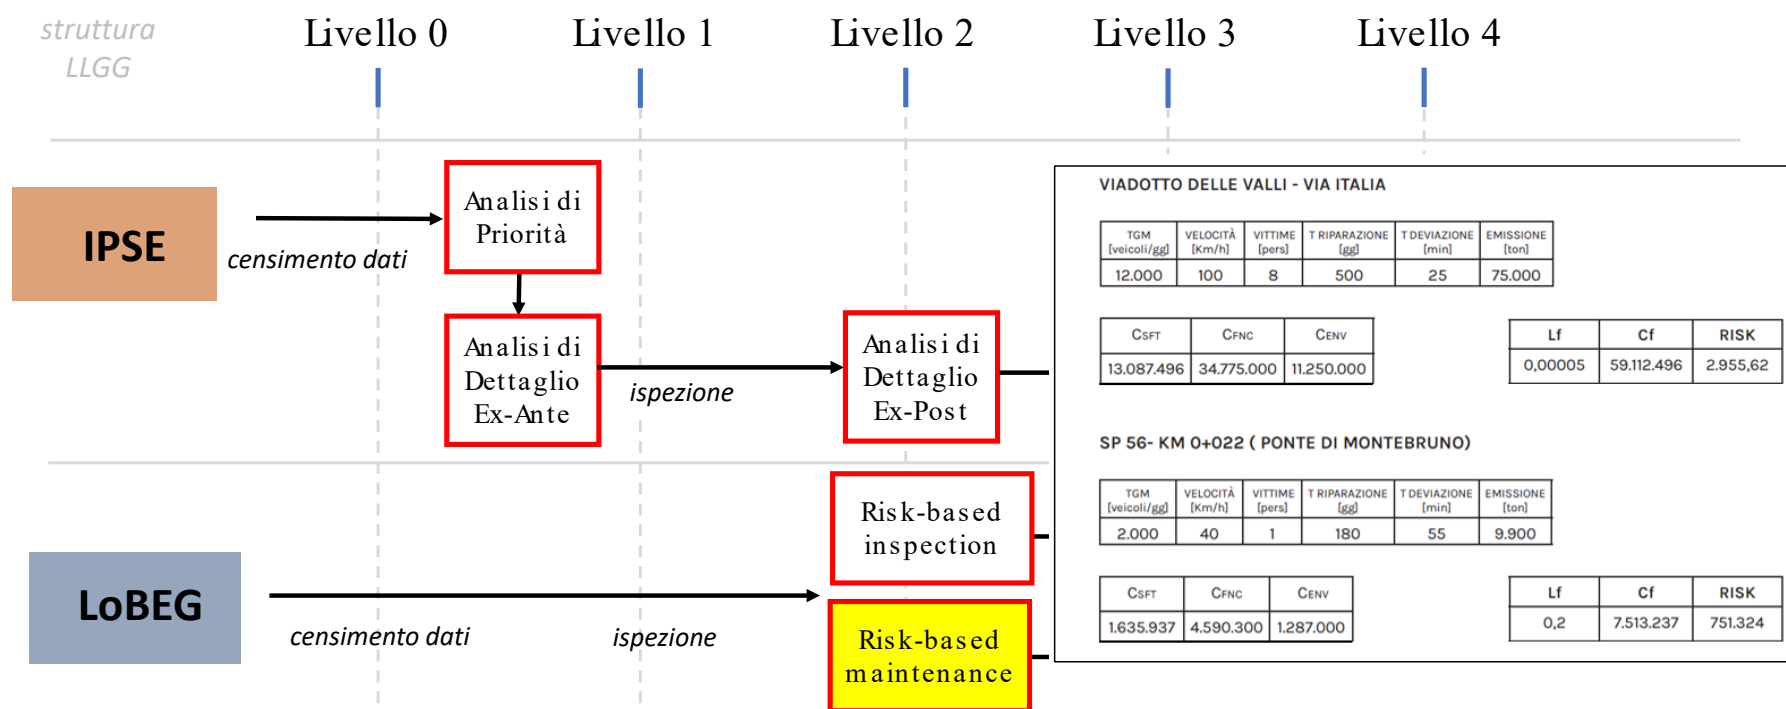 struttura
LLGG
Livello 0
Livello 1
Livello 2
Livello 3
Livello 4
IPSE
censimento dati
Analisi di
Priorità
Analisi di
Dettaglio
Ex-Ante
ispezione
Analisi di
Dettaglio
Ex-Post
LoBEG
censimento dati
ispezione
Risk-based
inspection
Risk-based
maintenance
VIADOTTO DELLE VALLI - VIA ITALIA
TGM VELOCITÀ VITTIME T RIPARAZIONE T DEVIAZIONE EMISSIONE
[veicoli/gg] [Km/h] [pers] [gg] [min] [ton]
12.000 100 8 500 25 75.000
CSFT CFNC CENV
13.087.496 34.775.000 11.250.000
Lf Cf RISK
0,00005 59.112.496 2.955,62
SP 56- KM 0+022 ( PONTE DI MONTEBRUNO)
TGM VELOCITÀ VITTIME T RIPARAZIONE T DEVIAZIONE EMISSIONE
[veicoli/gg] [Km/h] [pers] [gg] [min] [ton]
2.000 40 1 180 55 9.900
CSFT CFNC CENV
1.635.937 4.590.300 1.287.000
Lf Cf RISK
0,2 7.513.237 751.324